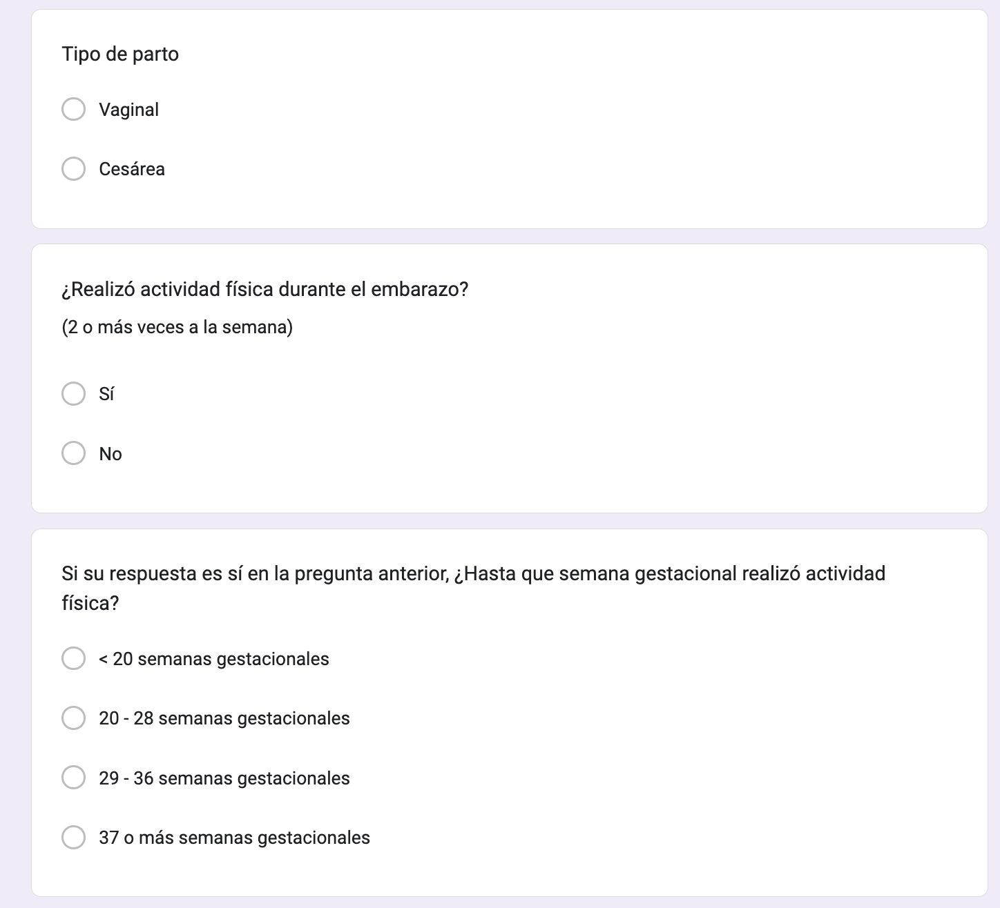 Tipo de parto
Vaginal
Cesárea
¿Realizó actividad física durante el embarazo?
(2 o más veces a la semana)
Sí
No
Si su respuesta es sí en la pregunta anterior, ¿Hasta que semana gestacional realizó actividad
física?
< 20 semanas gestacionales
20 - 28 semanas gestacionales
29 - 36 semanas gestacionales
37 o más semanas gestacionales